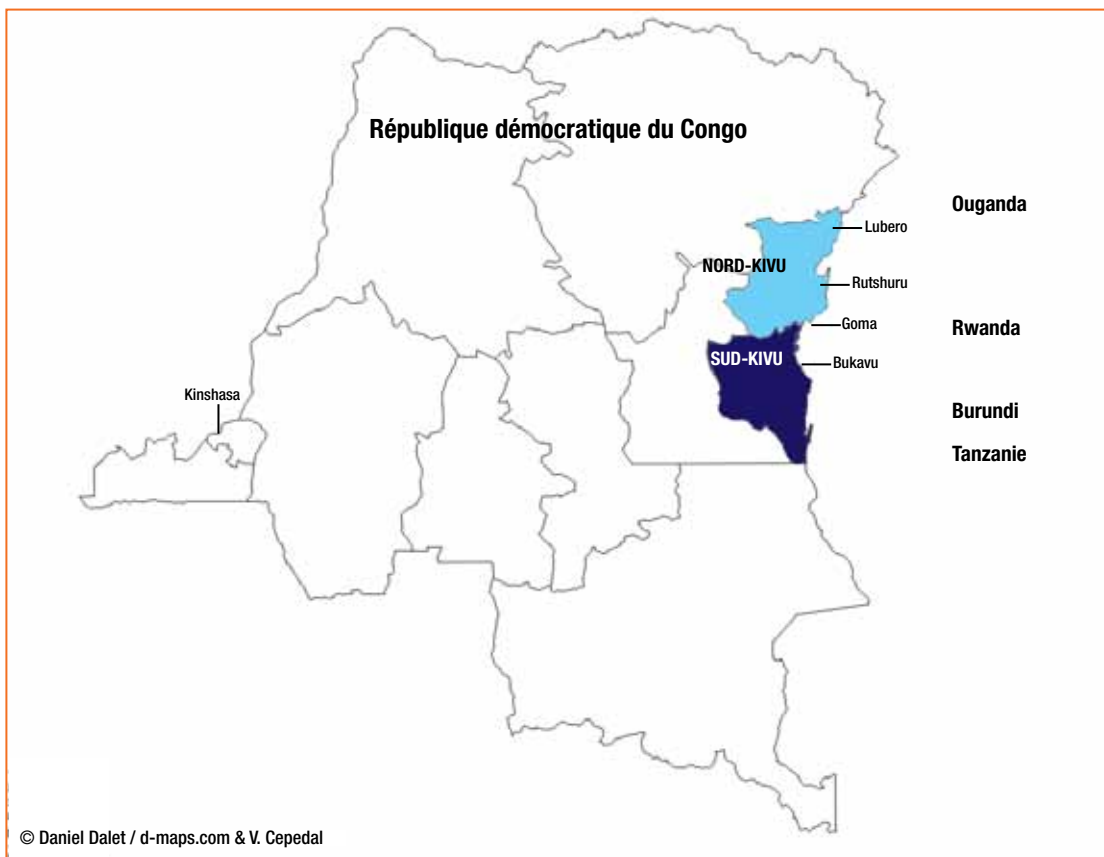 République démocratique du Congo
Ouganda
Lubero
NORD-KIVU
Rutshuru
Goma
Rwanda
SUD-KIVU
Bukavu
Kinshasa
Burundi
Tanzanie
© Daniel Dalet / d-maps.com & V. Cepedal